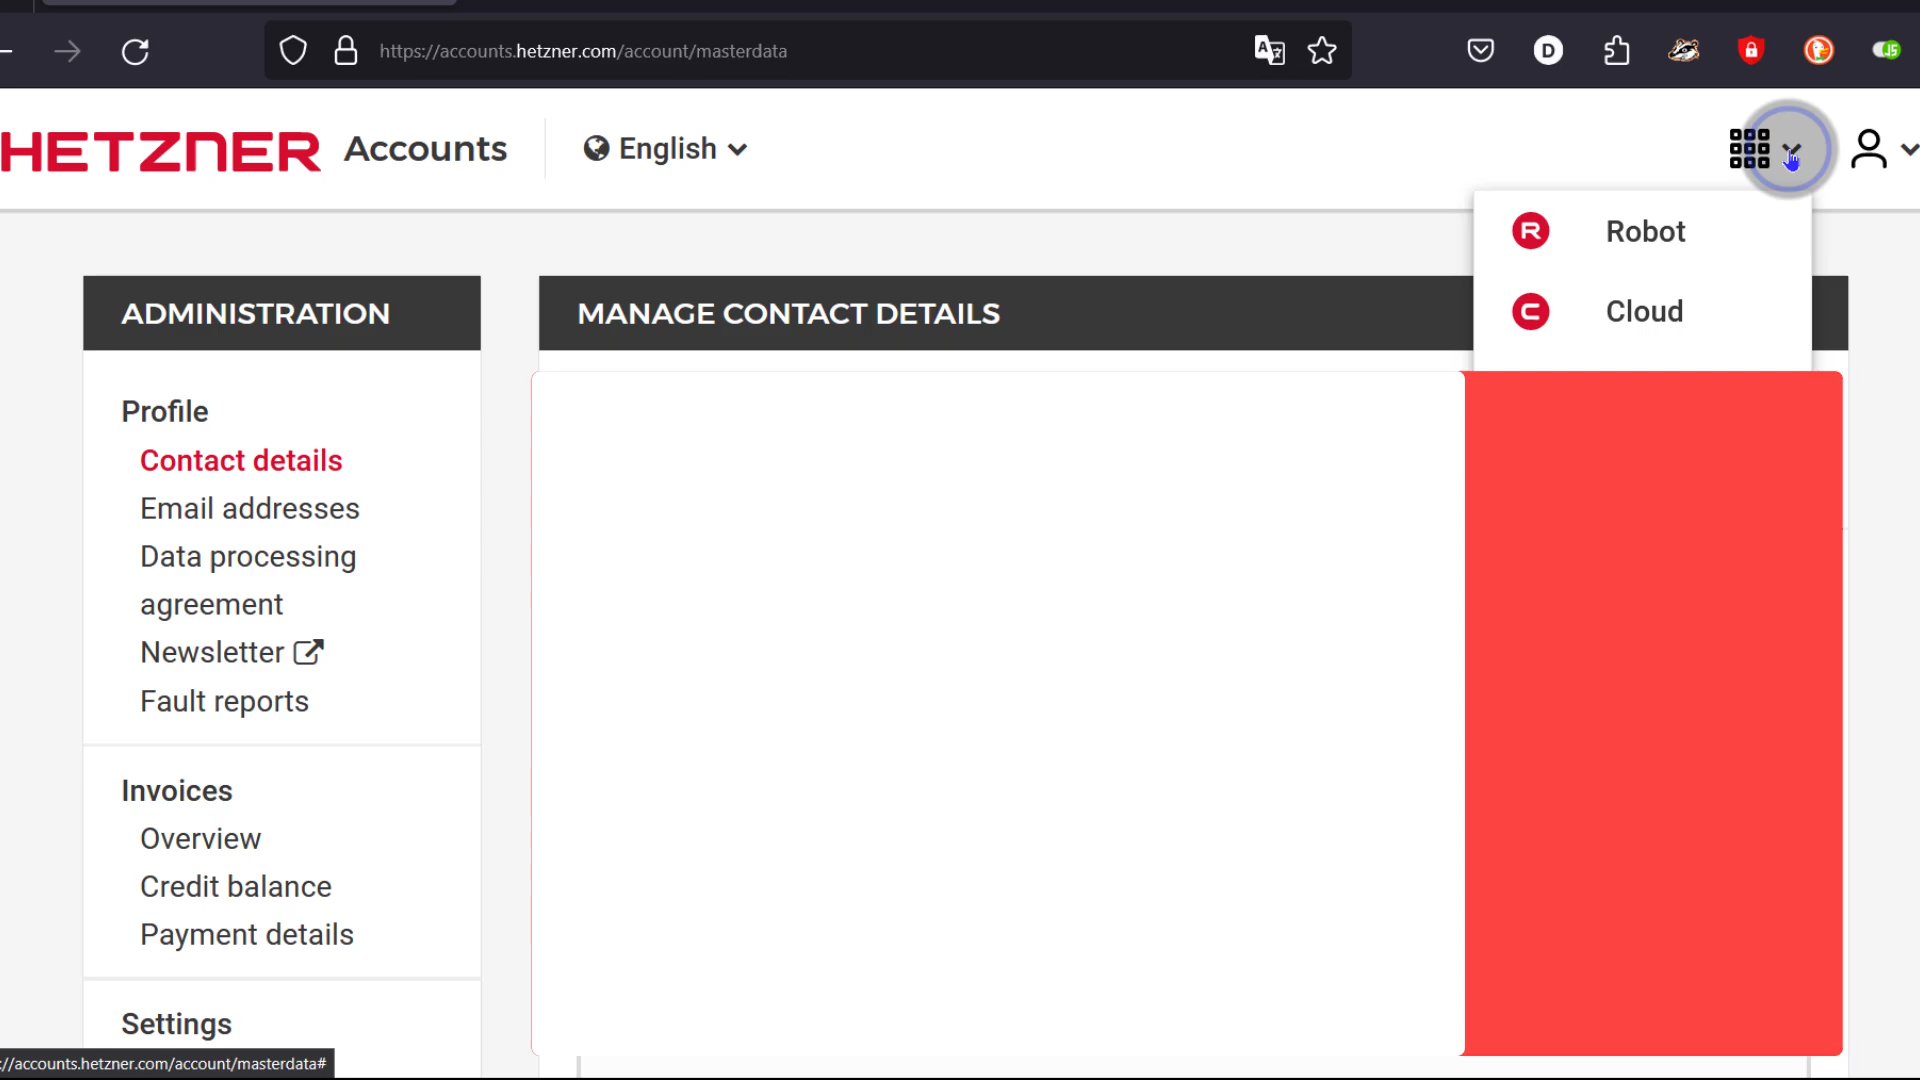 https://accounts.hetzner.com/account/masterdata
D
JS
HETZNER Accounts
English
R Robot
C Cloud
ADMINISTRATION
MANAGE CONTACT DETAILS
Profile
Contact details
Email addresses
Data processing
agreement
Newsletter
Fault reports
Invoices
Overview
Credit balance
Payment details
Settings
://accounts.hetzner.com/account/masterdata#